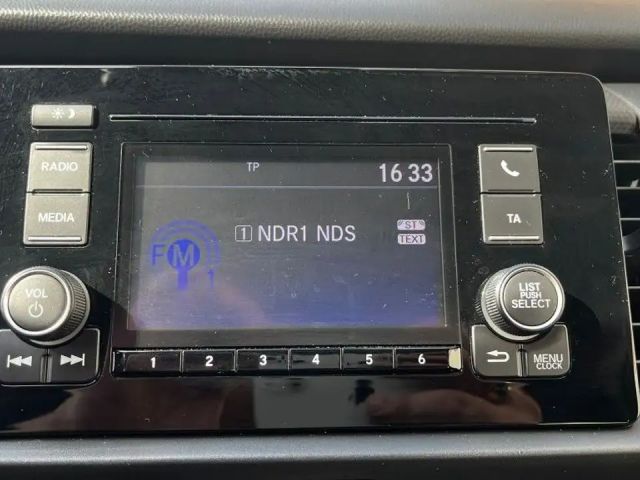 RADIO
MEDIA
VOL
TP
16 33
1 NDR1 NDS
ST
TEXT
FM
1
TA
LIST
PUSH
SELECT
MENU
CLOCK
1 2 3 4 5 6